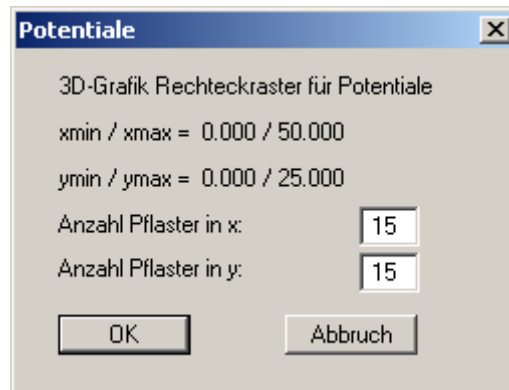 Potentiale
3D-Grafik Rechteckraster für Potentiale
xmin / xmax = 0.000 / 50.000
ymin / ymax = 0.000 / 25.000
Anzahl Pflaster in x: 15
Anzahl Pflaster in y: 15
OK Abbruch